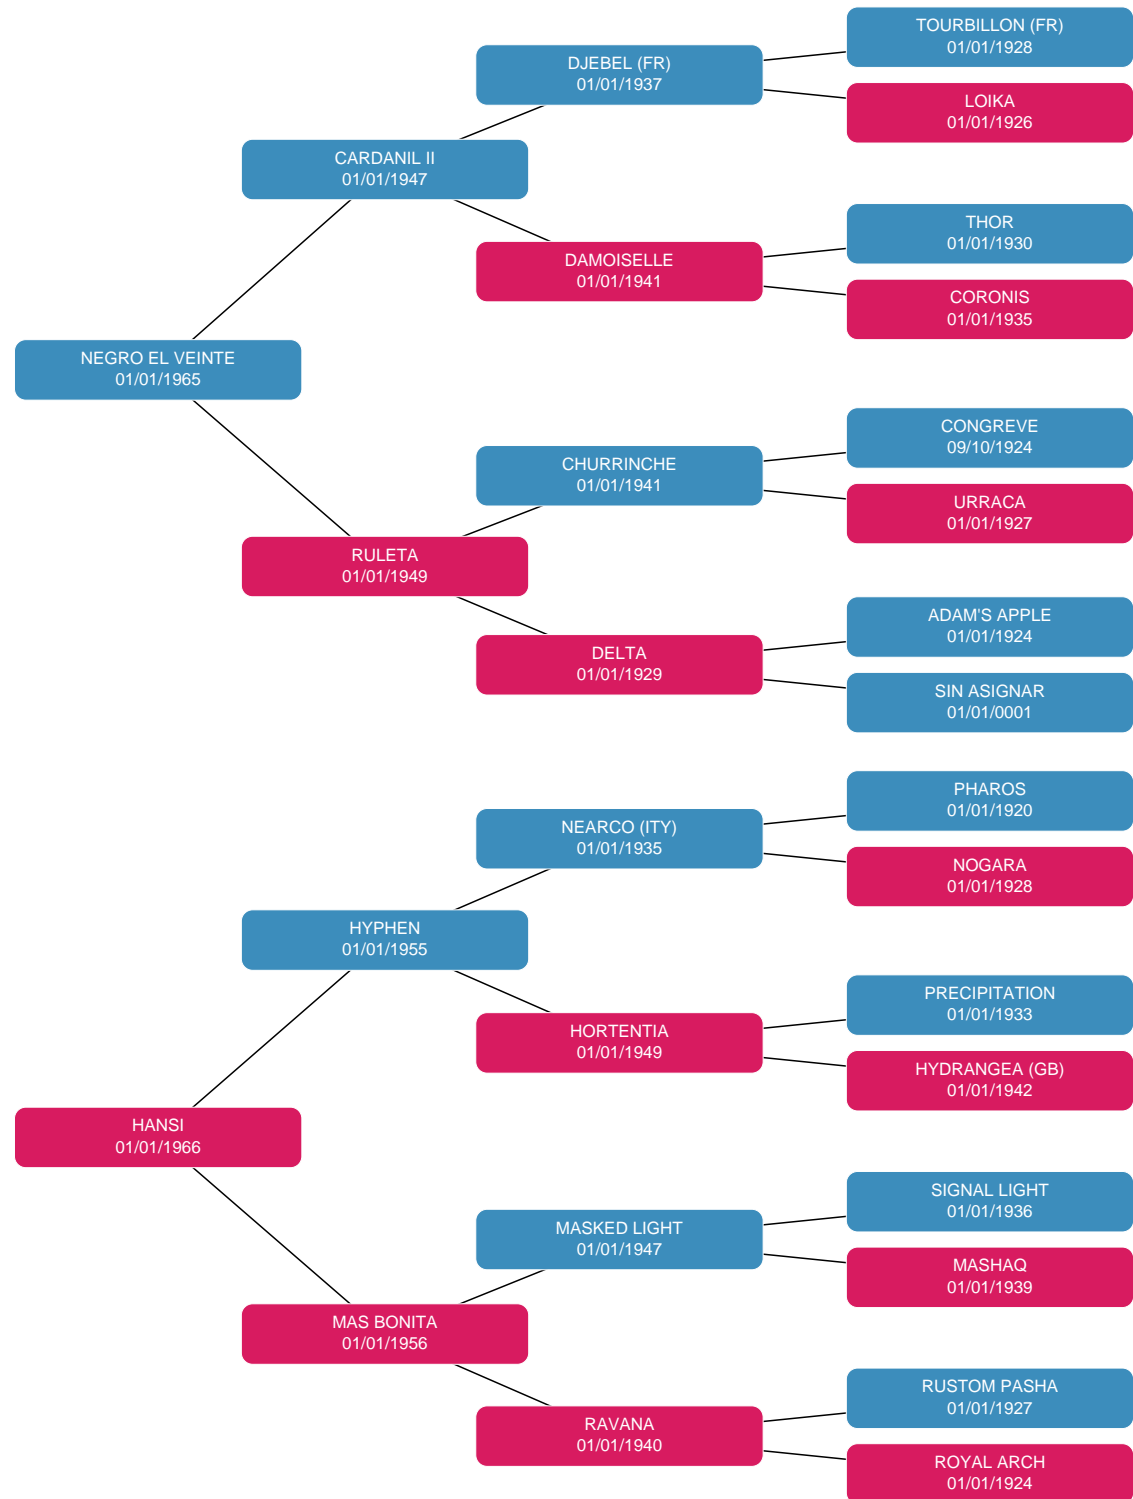 TOURBILLON (FR)
01/01/1928
DJEBEL (FR)
01/01/1937
LOIKA
01/01/1926
CARDANIL II
01/01/1947
THOR
01/01/1930
DAMOISELLE
01/01/1941
CORONIS
01/01/1935
NEGRO EL VEINTE
01/01/1965
CONGREVE
09/10/1924
CHURRINCHE
01/01/1941
URRACA
01/01/1927
RULETA
01/01/1949
ADAM'S APPLE
01/01/1924
DELTA
01/01/1929
SIN ASIGNAR
01/01/0001
PHAROS
01/01/1920
NEARCO (ITY)
01/01/1935
NOGARA
01/01/1928
HYPHEN
01/01/1955
PRECIPITATION
01/01/1933
HORTENTIA
01/01/1949
HYDRANGEA (GB)
01/01/1942
HANSI
01/01/1966
SIGNAL LIGHT
01/01/1936
MASKED LIGHT
01/01/1947
MASHAQ
01/01/1939
MAS BONITA
01/01/1956
RUSTOM PASHA
01/01/1927
RAVANA
01/01/1940
ROYAL ARCH
01/01/1924